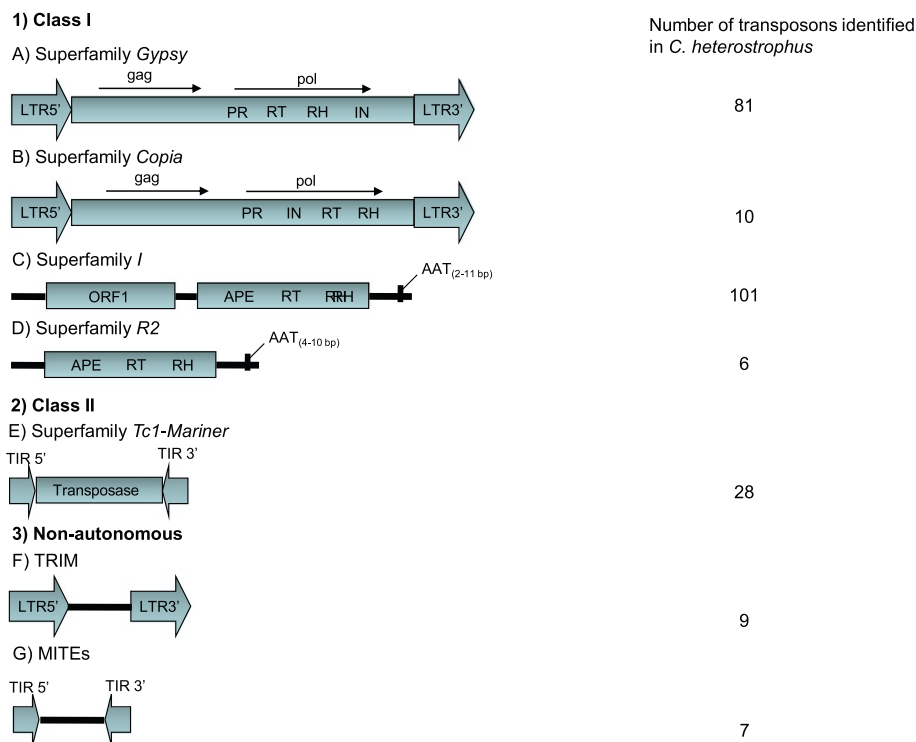 1) Class I
Number of transposons identified
in C. heterostrophus
A) Superfamily Gypsy
gag pol
LTR5’ PR RT RH IN LTR3’
81
B) Superfamily Copia
gag pol
LTR5’ PR IN RT RH LTR3’
10
C) Superfamily I
AAT(2-11 bp)
ORF1 APE RT RH
101
D) Superfamily R2
AAT(4-10 bp)
APE RT RH
6
2) Class II
E) Superfamily Tc1-Mariner
TIR 5’ TIR 3’
Transposase
28
3) Non-autonomous
F) TRIM
LTR5’ LTR3’
9
G) MITEs
TIR 5’ TIR 3’
7